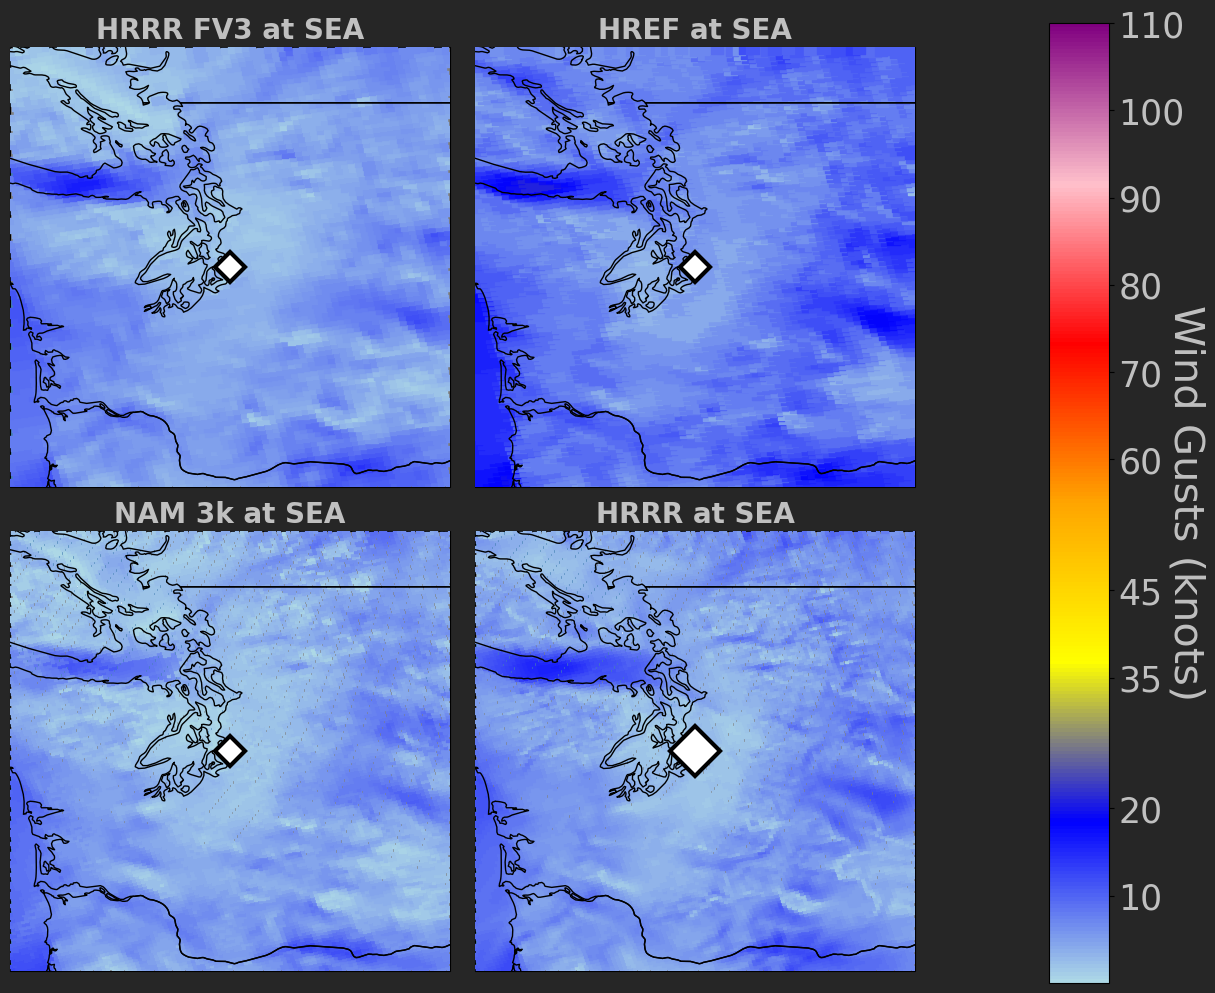 HRRR FV3 at SEA
HREF at SEA
NAM 3k at SEA
HRRR at SEA
110
100
90
80
70
60
45
35
20
10
Wind Gusts (knots)